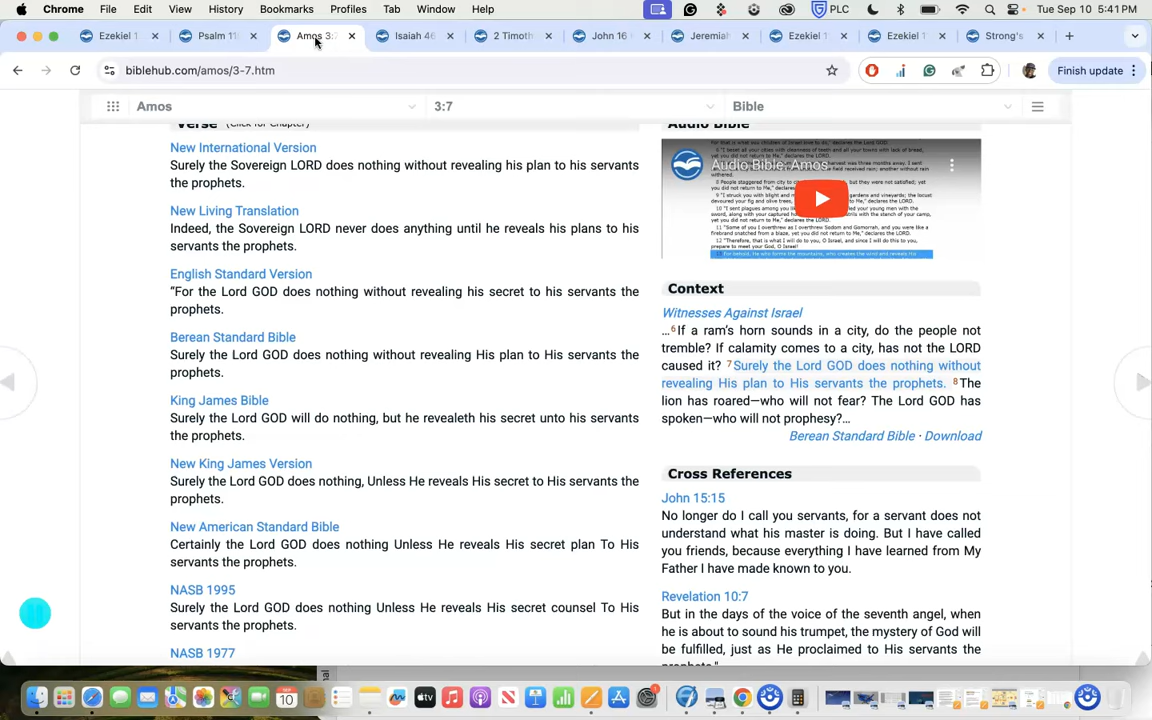 Chrome File Edit View History Bookmarks Profiles Tab Window Help PLC Tue Sep 10 5:41 PM
Ezekiel 1 Psalm 11 Amos 3: Isaiah 46 2 Timoth John 16 Jeremiah Ezekiel 1 Ezekiel 1 Strong's
biblehub.com/amos/3-7.htm Finish update
Amos 3:7 Bible
Verse (Click for Chapter)
New International Version
Surely the Sovereign LORD does nothing without revealing his plan to his servants
the prophets.
New Living Translation
Indeed, the Sovereign LORD never does anything until he reveals his plans to his
servants the prophets.
English Standard Version
“For the Lord GOD does nothing without revealing his secret to his servants the
prophets.
Berean Standard Bible
Surely the Lord GOD does nothing without revealing His plan to His servants the
prophets.
King James Bible
Surely the Lord GOD will do nothing, but he revealeth his secret unto his servants
the prophets.
New King James Version
Surely the Lord GOD does nothing, Unless He reveals His secret to His servants the
prophets.
New American Standard Bible
Certainly the Lord GOD does nothing Unless He reveals His secret plan To His
servants the prophets.
NASB 1995
Surely the Lord GOD does nothing Unless He reveals His secret counsel To His
servants the prophets.
NASB 1977
Audio Bible
Audio Bible: Amos
Context
Witnesses Against Israel
…6If a ram’s horn sounds in a city, do the people not
tremble? If calamity comes to a city, has not the LORD
caused it? 7Surely the Lord GOD does nothing without
revealing His plan to His servants the prophets. 8The
lion has roared—who will not fear? The Lord GOD has
spoken—who will not prophesy?…
Berean Standard Bible · Download
Cross References
John 15:15
No longer do I call you servants, for a servant does not
understand what his master is doing. But I have called
you friends, because everything I have learned from My
Father I have made known to you.
Revelation 10:7
But in the days of the voice of the seventh angel, when
he is about to sound his trumpet, the mystery of God will
be fulfilled, just as He proclaimed to His servants the
prophets."